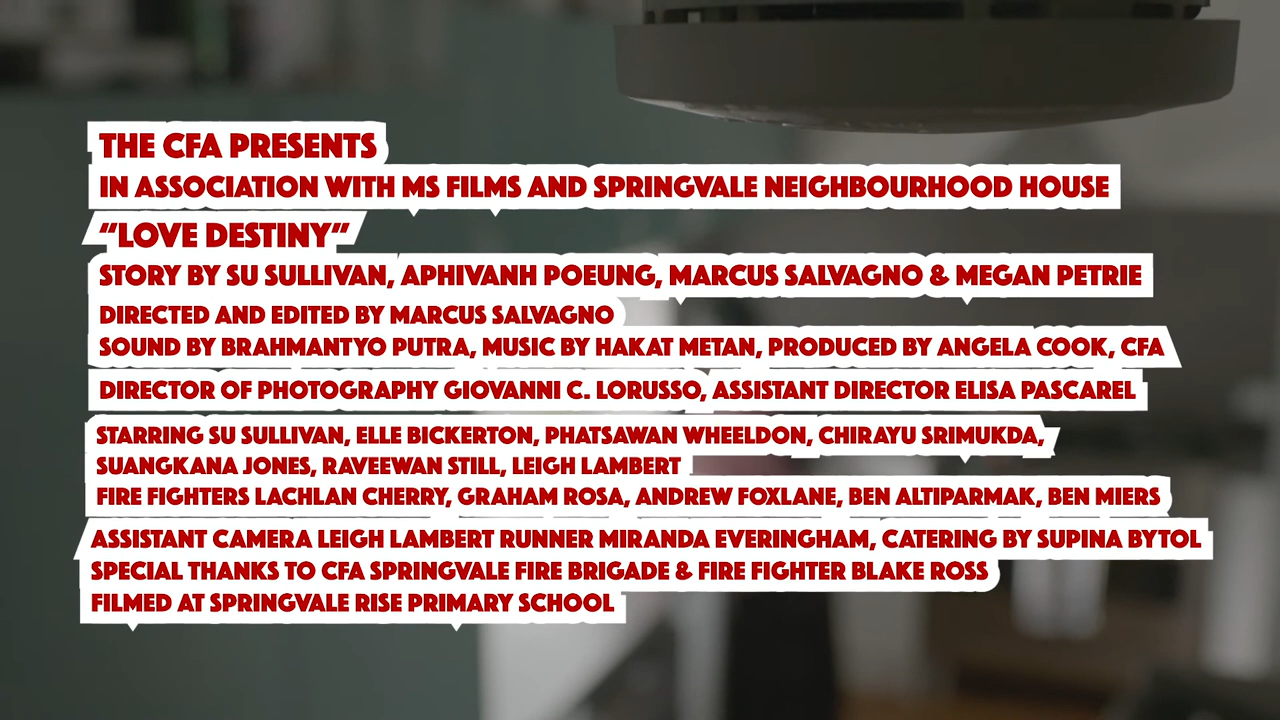 THE CFA PRESENTS
IN ASSOCIATION WITH MS FILMS AND SPRINGVALE NEIGHBOURHOOD HOUSE
"LOVE DESTINY"
STORY BY SU SULLIVAN, APHIVANH POEUNG, MARCUS SALVAGNO & MEGAN PETRIE
DIRECTED AND EDITED BY MARCUS SALVAGNO
SOUND BY BRAHMANTYO PUTRA, MUSIC BY HAKAT METAN, PRODUCED BY ANGELA COOK, CFA
DIRECTOR OF PHOTOGRAPHY GIOVANNI C. LORUSSO, ASSISTANT DIRECTOR ELISA PASCAREL
STARRING SU SULLIVAN, ELLE BICKERTON, PHATSAWAN WHEELDON, CHIRAYU SRIMUKDA,
SUANGKANA JONES, RAVEEWAN STILL, LEIGH LAMBERT
FIRE FIGHTERS LACHLAN CHERRY, GRAHAM ROSA, ANDREW FOXLANE, BEN ALTIPARMAK, BEN MIERS
ASSISTANT CAMERA LEIGH LAMBERT RUNNER MIRANDA EVERINGHAM, CATERING BY SUPINA BYTOL
SPECIAL THANKS TO CFA SPRINGVALE FIRE BRIGADE & FIRE FIGHTER BLAKE ROSS
FILMED AT SPRINGVALE RISE PRIMARY SCHOOL